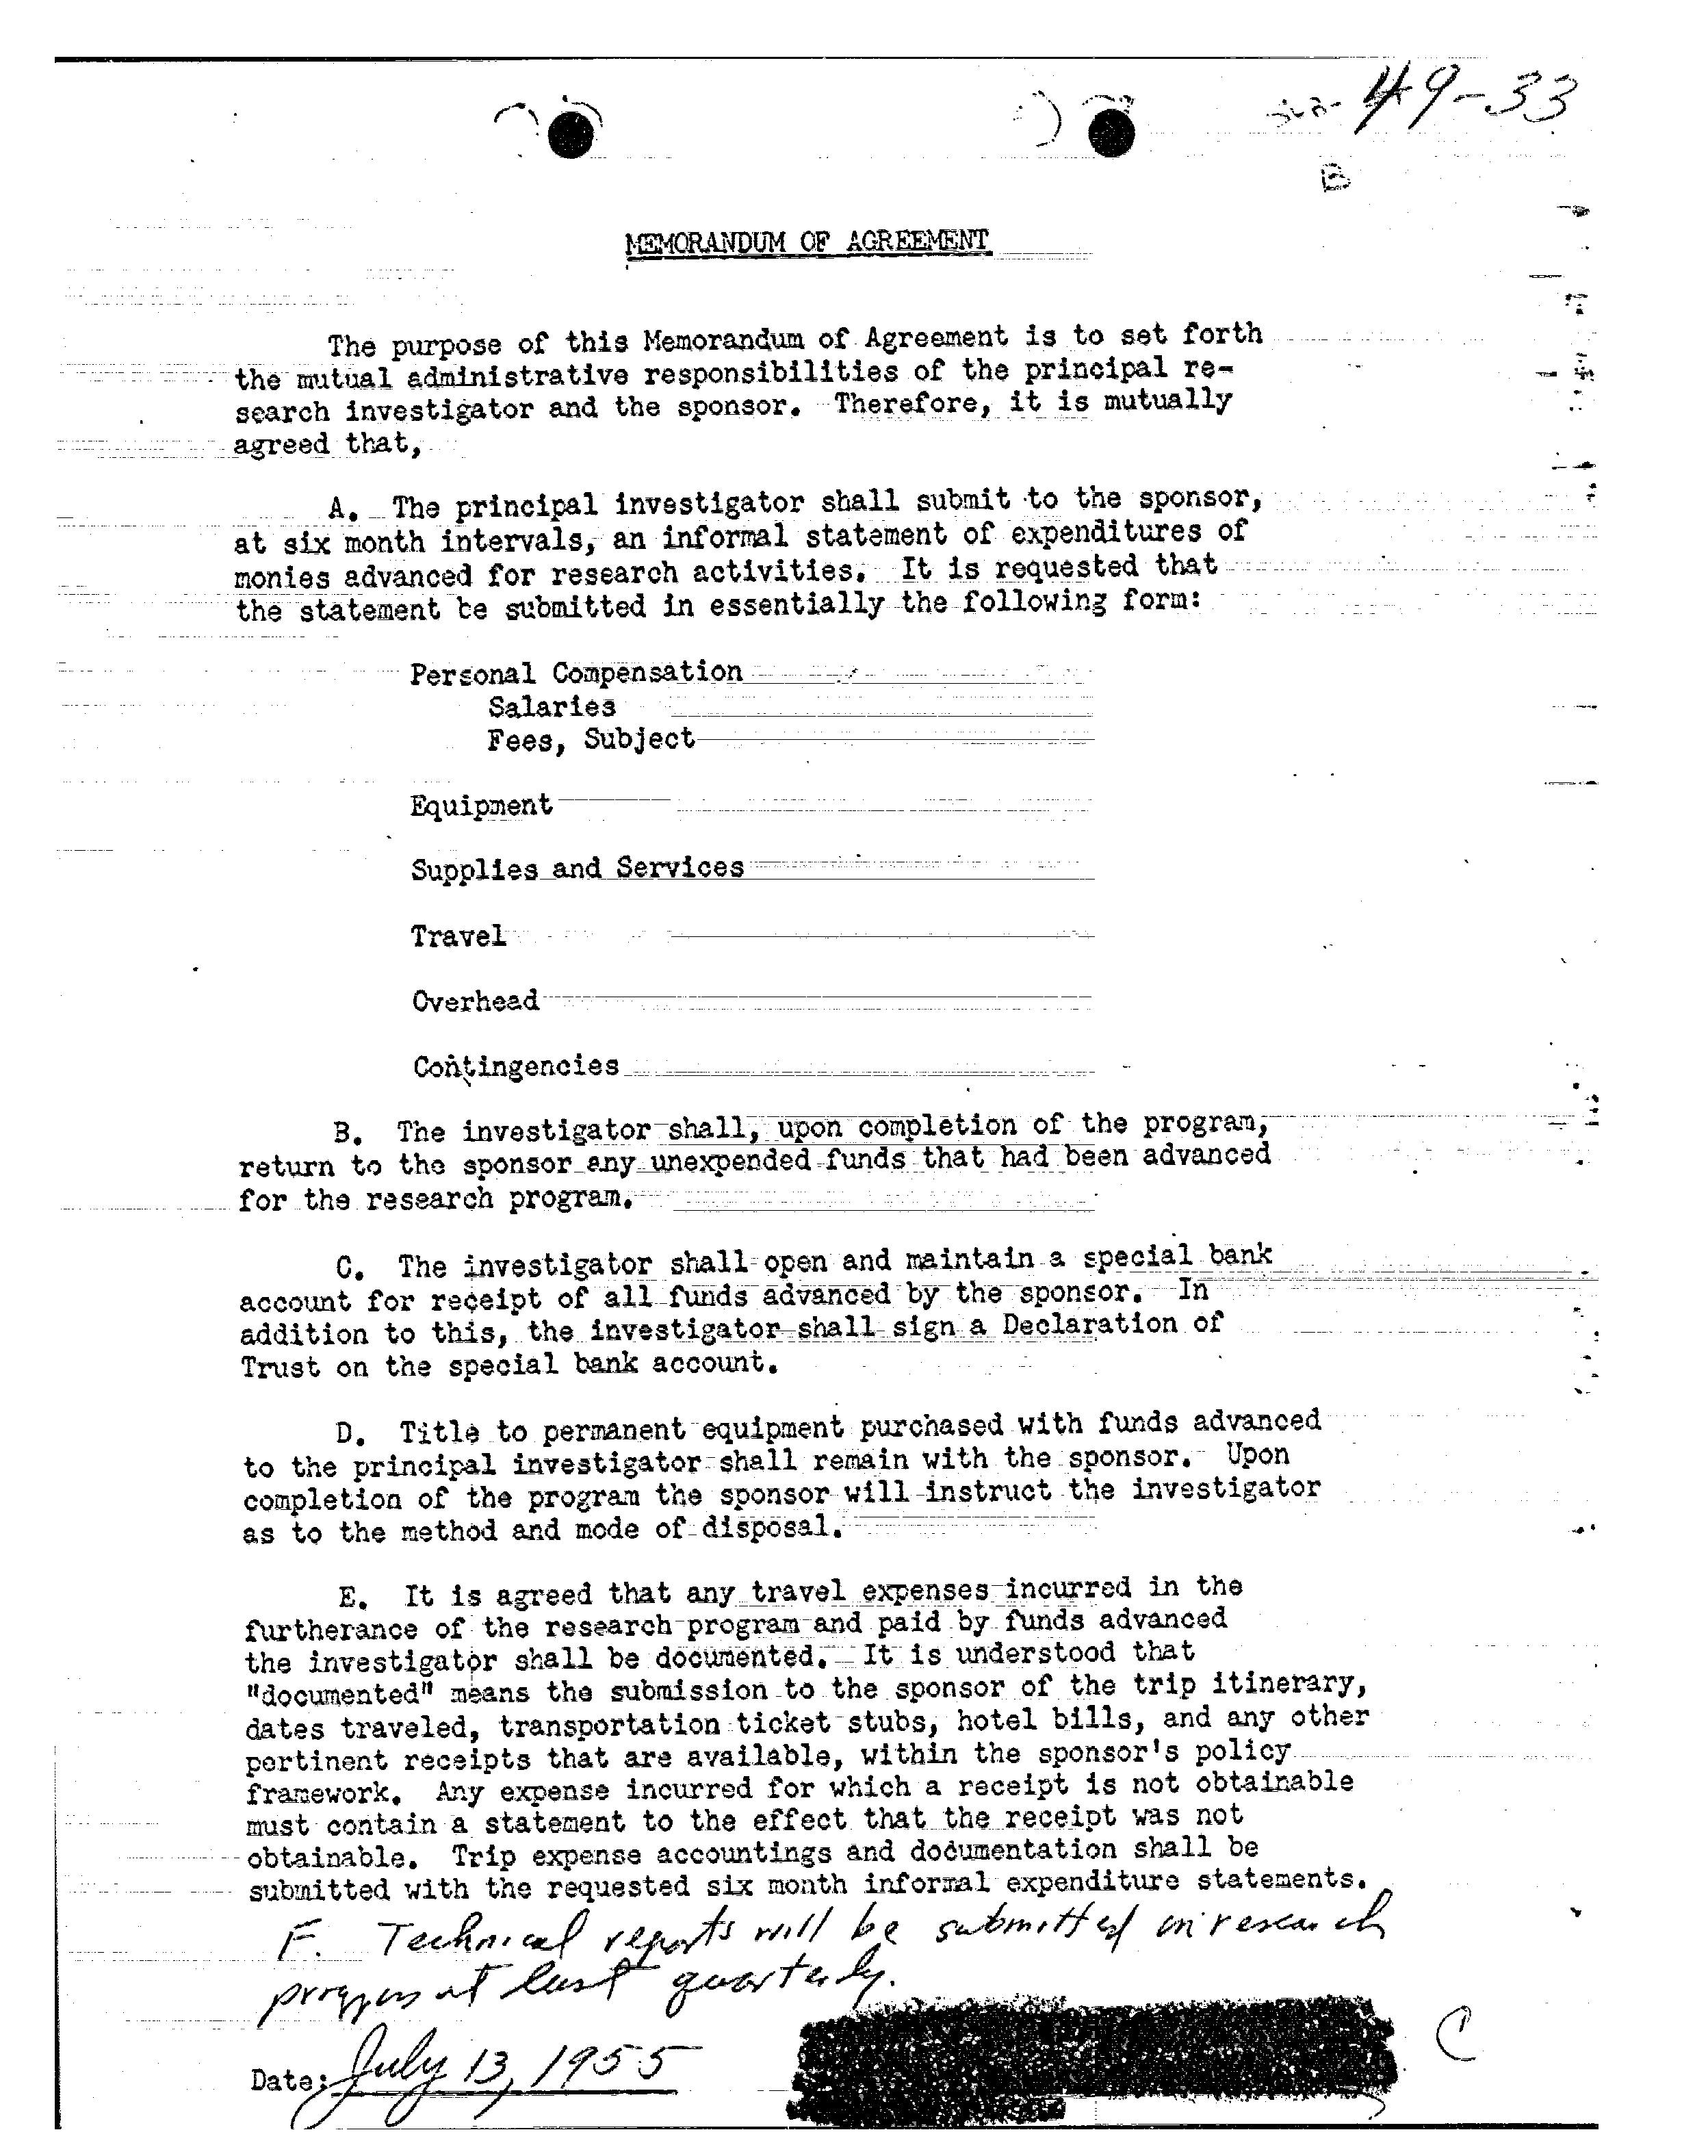 49-33
B
MEMORANDUM OF AGREEMENT
The purpose of this Memorandum of Agreement is to set forth
the mutual administrative responsibilities of the principal re-
search investigator and the sponsor. Therefore, it is mutually
agreed that,
A. The principal investigator shall submit to the sponsor,
at six month intervals, an informal statement of expenditures of
monies advanced for research activities. It is requested that
the statement be submitted in essentially the following form:
Personal Compensation
Salaries
Fees, Subject
Equipment
Supplies and Services
Travel
Overhead
Contingencies
B. The investigator shall, upon completion of the program,
return to the sponsor any unexpended funds that had been advanced
for the research program.
C. The investigator shall open and maintain a special bank
account for receipt of all funds advanced by the sponsor. In
addition to this, the investigator shall sign a Declaration of
Trust on the special bank account.
D. Title to permanent equipment purchased with funds advanced
to the principal investigator shall remain with the sponsor. Upon
completion of the program the sponsor will instruct the investigator
as to the method and mode of disposal.
E. It is agreed that any travel expenses incurred in the
furtherance of the research program and paid by funds advanced
the investigator shall be documented. It is understood that
"documented" means the submission to the sponsor of the trip itinerary,
dates traveled, transportation ticket stubs, hotel bills, and any other
pertinent receipts that are available, within the sponsor's policy
framework. Any expense incurred for which a receipt is not obtainable
must contain a statement to the effect that the receipt was not
obtainable. Trip expense accountings and documentation shall be
submitted with the requested six month informal expenditure statements.
F. Technical reports will be submitted on research
progress at least quarterly.
Date: July 13, 1955
C